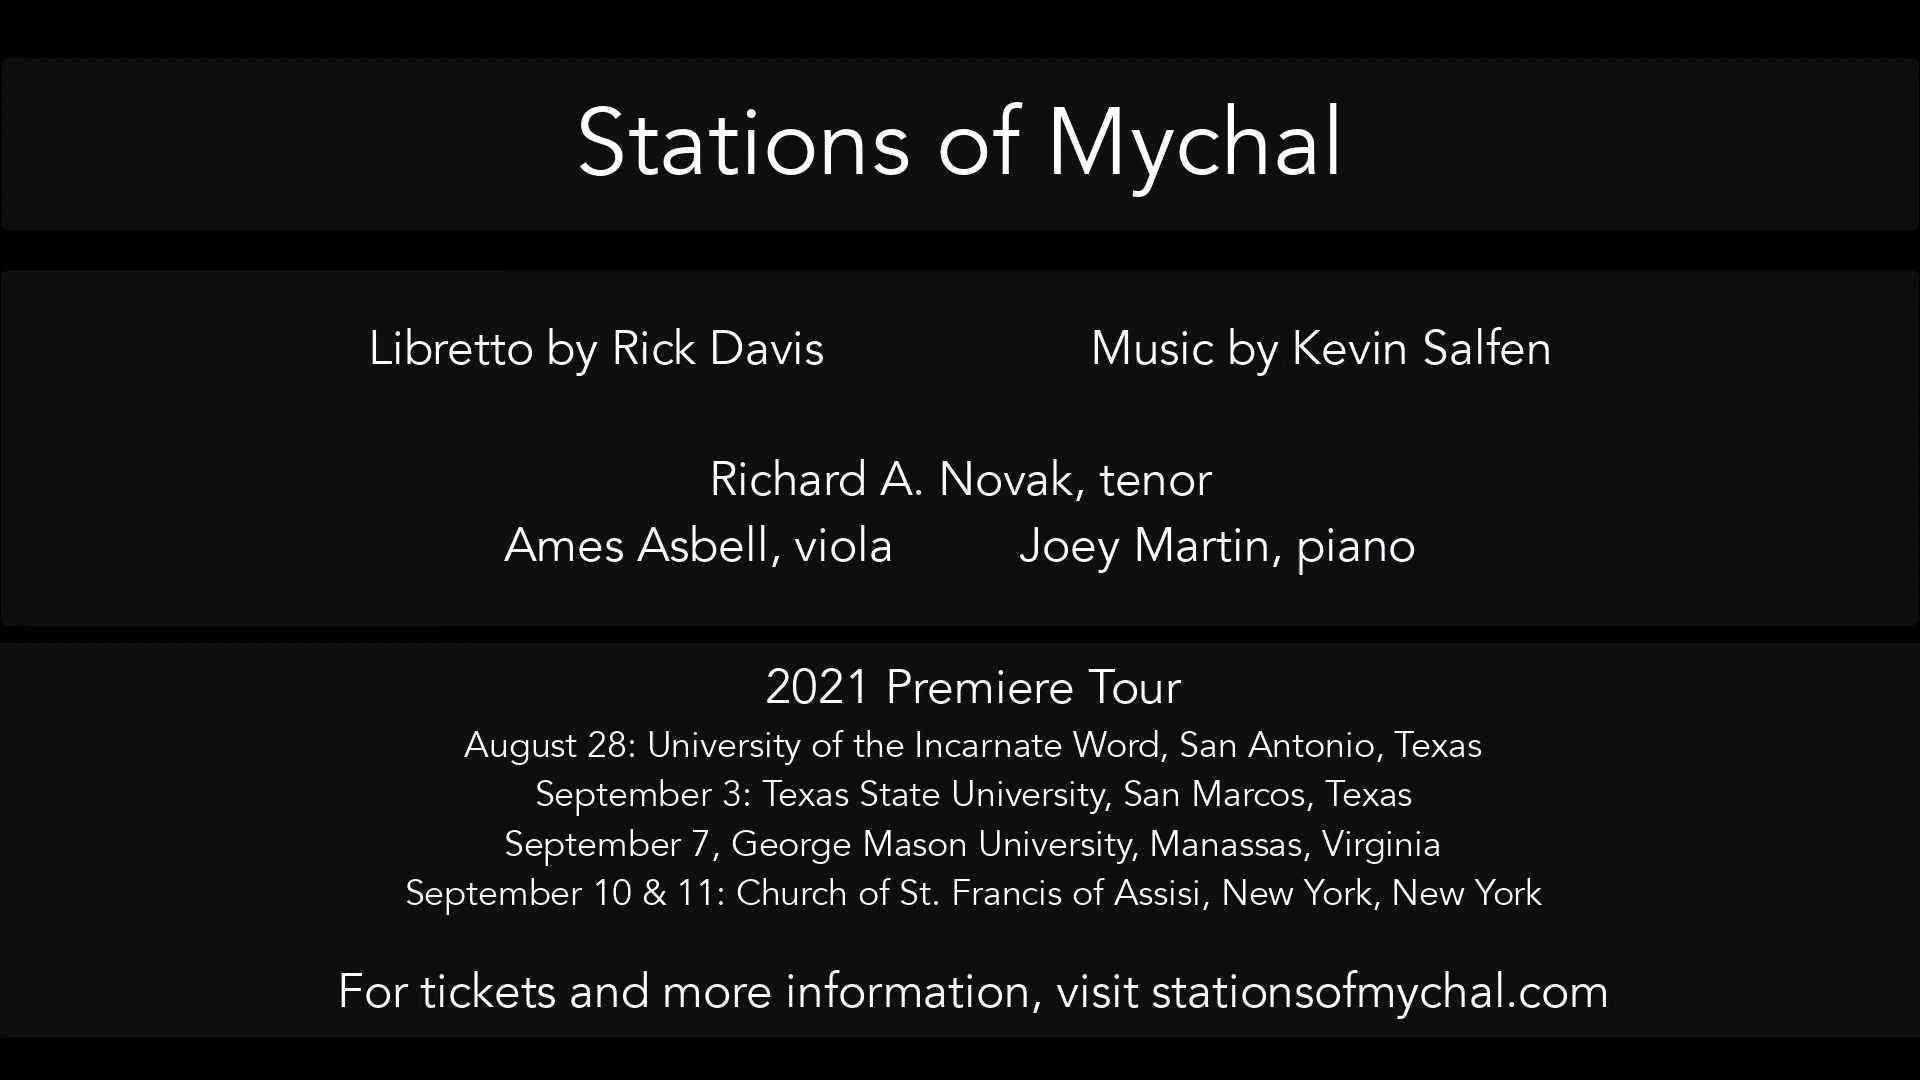 Stations of Mychal
Libretto by Rick Davis
Music by Kevin Salfen
Richard A. Novak, tenor
Ames Asbell, viola
Joey Martin, piano
2021 Premiere Tour
August 28: University of the Incarnate Word, San Antonio, Texas
September 3: Texas State University, San Marcos, Texas
September 7, George Mason University, Manassas, Virginia
September 10 & 11: Church of St. Francis of Assisi, New York, New York
For tickets and more information, visit stationsofmychal.com